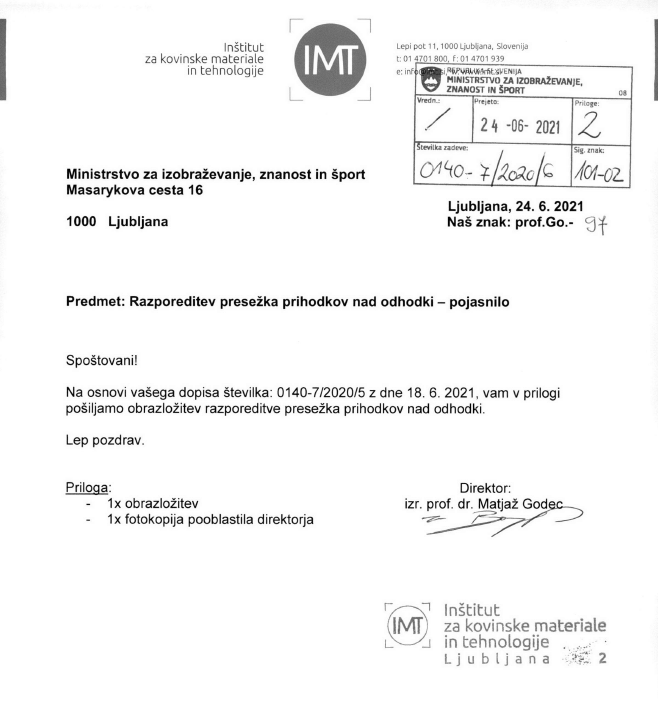 Inštitut
za kovinske materiale
in tehnologije
IMT
Lepi pot 11, 1000 Ljubljana, Slovenija
t: 01 4701 800, f: 01 4701 939
REPUBLIKA SLOVENIJA
MINISTRSTVO ZA IZOBRAŽEVANJE,
ZNANOST IN ŠPORT
08
Vredn.: Prejeto: Priloge:
/ 24 -06- 2021 2
Številka zadeve: Sig. znak:
0140-7/2020/6 101-02
Ministrstvo za izobraževanje, znanost in šport
Masarykova cesta 16
1000 Ljubljana
Ljubljana, 24. 6. 2021
Naš znak: prof.Go.- 97
Predmet: Razporeditev presežka prihodkov nad odhodki – pojasnilo
Spoštovani!
Na osnovi vašega dopisa številka: 0140-7/2020/5 z dne 18. 6. 2021, vam v prilogi
pošiljamo obrazložitev razporeditve presežka prihodkov nad odhodki.
Lep pozdrav.
Priloga:
- 1x obrazložitev
- 1x fotokopija pooblastila direktorja
Direktor:
izr. prof. dr. Matjaž Godec
IMT
Inštitut
za kovinske materiale
in tehnologije
Ljubljana 2